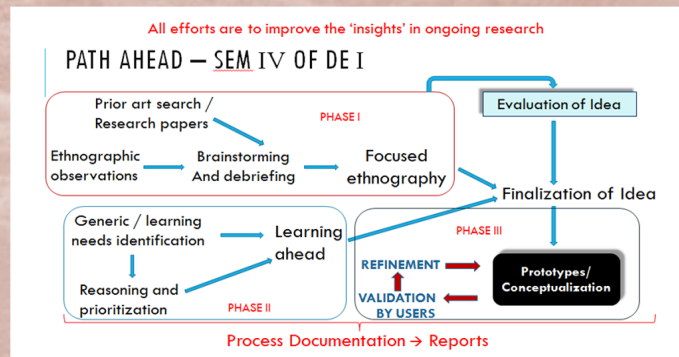 All efforts are to improve the 'insights' in ongoing research
PATH AHEAD – SEM IV OF DE I
Prior art search /
Research papers
PHASE I
Evaluation of Idea
Ethnographic
observations
Brainstorming
And debriefing
Focused
ethnography
Finalization of Idea
Generic / learning
needs identification
Learning
ahead
Reasoning and
prioritization
PHASE II
PHASE III
REFINEMENT
VALIDATION
BY USERS
Prototypes/
Conceptualization
Process Documentation → Reports